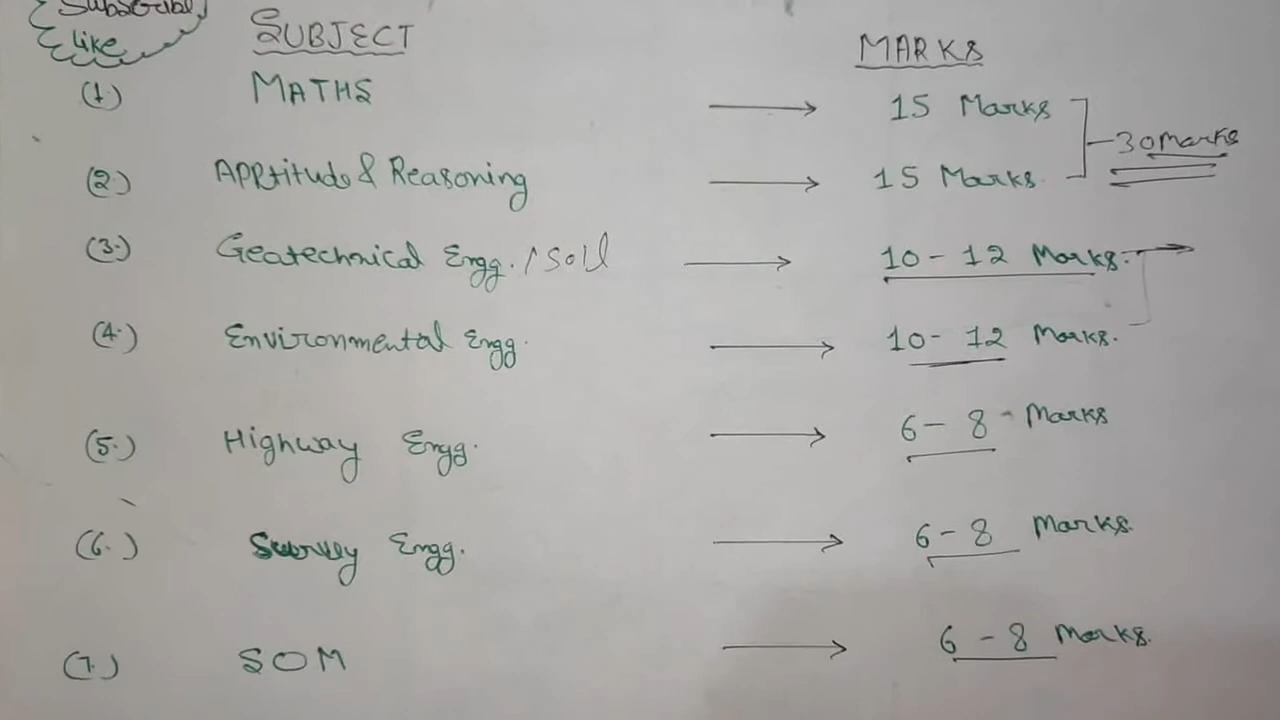 Subscribe
Like
SUBJECT MARKS
(1) MATHS → 15 Marks
30 marks
(2.) Apptitude & Reasoning → 15 Marks.
(3.) Geatechnical Engg. / Soil → 10 - 12 Marks.
(4.) Environmental Engg. → 10 - 12 Marks.
(5.) Highway Engg. → 6 - 8 - Marks
(6.) Survey Engg. → 6 - 8 Marks.
(7.) SOM → 6 - 8 Marks.